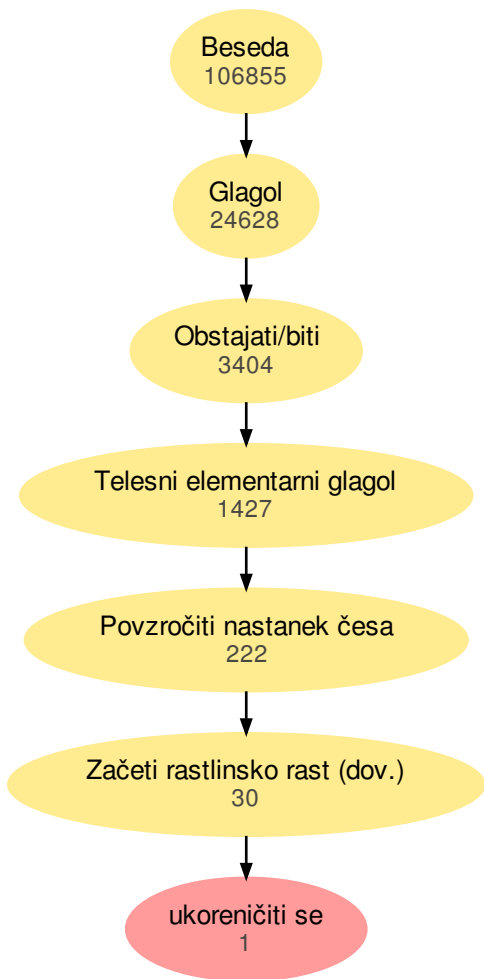 Beseda
106855
Glagol
24628
Obstajati/biti
3404
Telesni elementarni glagol
1427
Povzročiti nastanek česa
222
Začeti rastlinsko rast (dov.)
30
ukoreničiti se
1